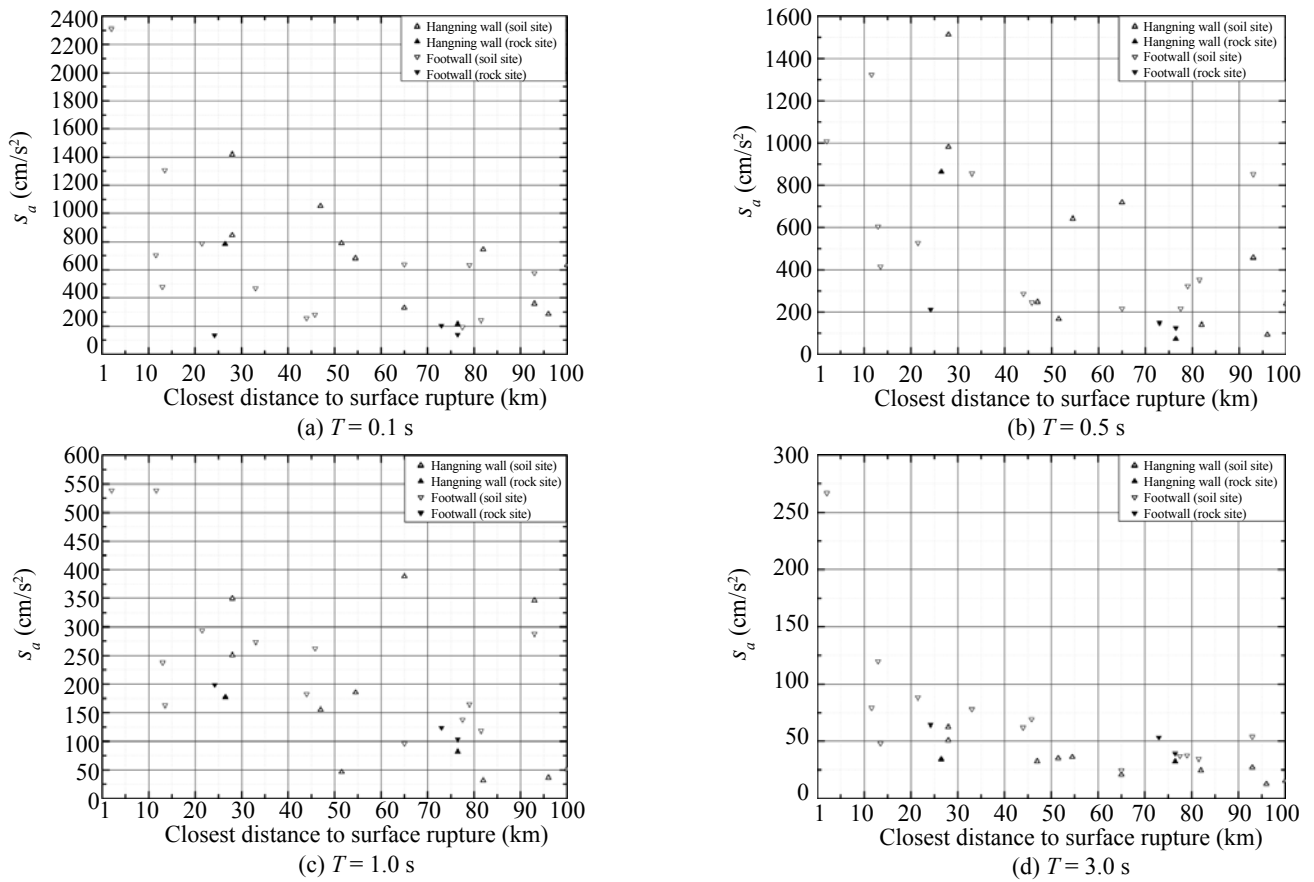 2400
2200
2000
1800
1600
1400
1200
1000
800
600
400
200
0
s_a (cm/s²)
Hangning wall (soil site)
Hangning wall (rock site)
Footwall (soil site)
Footwall (rock site)
1 10 20 30 40 50 60 70 80 90 100
Closest distance to surface rupture (km)
(a) T = 0.1 s
1600
1400
1200
1000
800
600
400
200
0
s_a (cm/s²)
Hangning wall (soil site)
Hangning wall (rock site)
Footwall (soil site)
Footwall (rock site)
1 10 20 30 40 50 60 70 80 90 100
Closest distance to surface rupture (km)
(b) T = 0.5 s
600
550
500
450
400
350
300
250
200
150
100
50
0
s_a (cm/s²)
Hangning wall (soil site)
Hangning wall (rock site)
Footwall (soil site)
Footwall (rock site)
1 10 20 30 40 50 60 70 80 90 100
Closest distance to surface rupture (km)
(c) T = 1.0 s
300
250
200
150
100
50
0
s_a (cm/s²)
Hangning wall (soil site)
Hangning wall (rock site)
Footwall (soil site)
Footwall (rock site)
1 10 20 30 40 50 60 70 80 90 100
Closest distance to surface rupture (km)
(d) T = 3.0 s